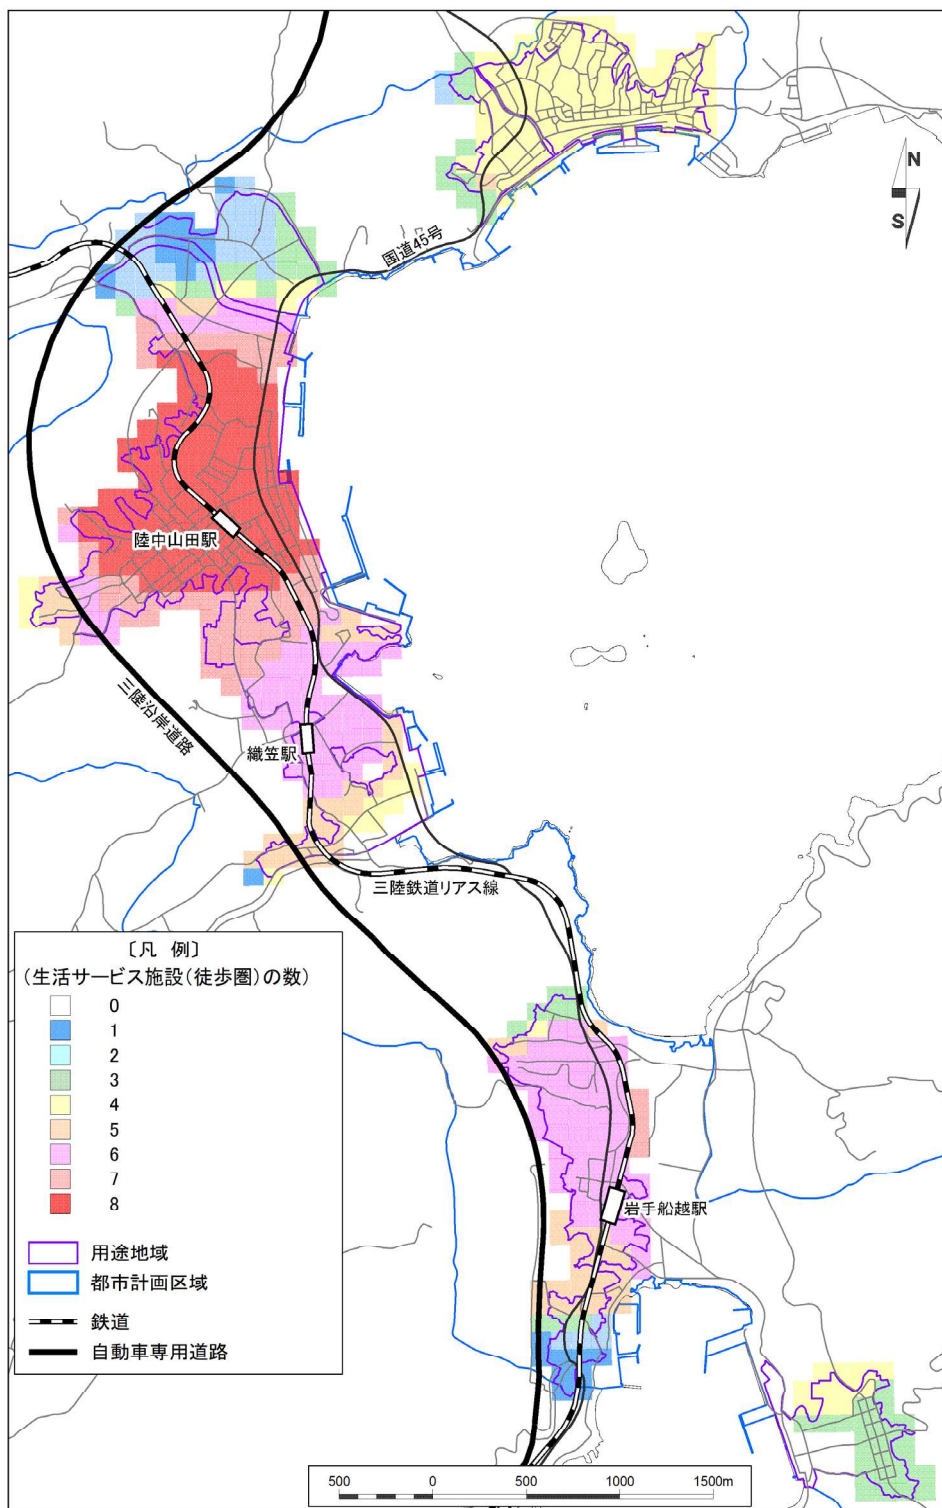 N
S
国道45号
陸中山田駅
三陸沿岸道路
織笠駅
三陸鉄道リアス線
〔凡 例〕
(生活サービス施設(徒歩圏)の数)
0
1
2
3
4
5
6
7
8
用途地域
都市計画区域
鉄道
自動車専用道路
岩手船越駅
500 0 500 1000 1500m